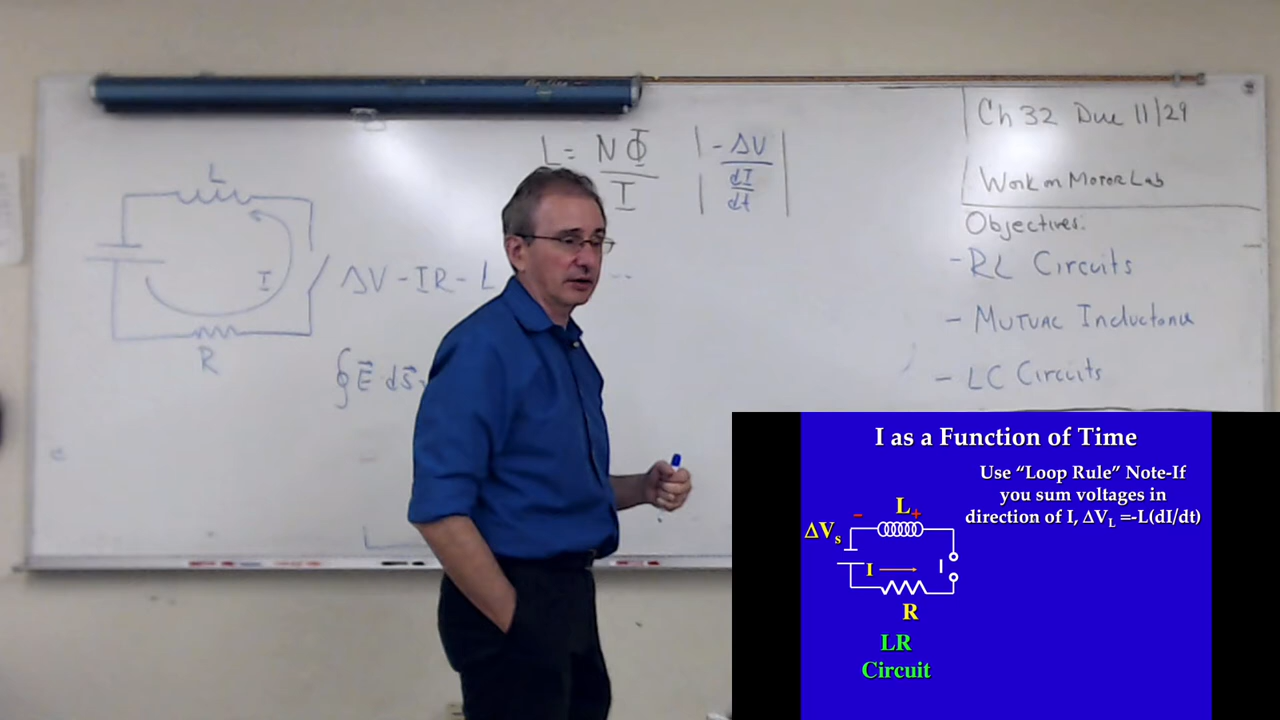 L
I
R
ΔV - IR - L
∮E⃗ ds⃗
L = NΦ/I
|-ΔV / dI/dt|
Ch 32 Due 11/29
Work on Motor Lab
Objectives:
- RL Circuits
- Mutual Inductance
- LC Circuits
I as a Function of Time
Use “Loop Rule” Note-If
you sum voltages in
direction of I, ΔV_L =-L(dI/dt)
- L +
ΔV_s
I
R
LR
Circuit